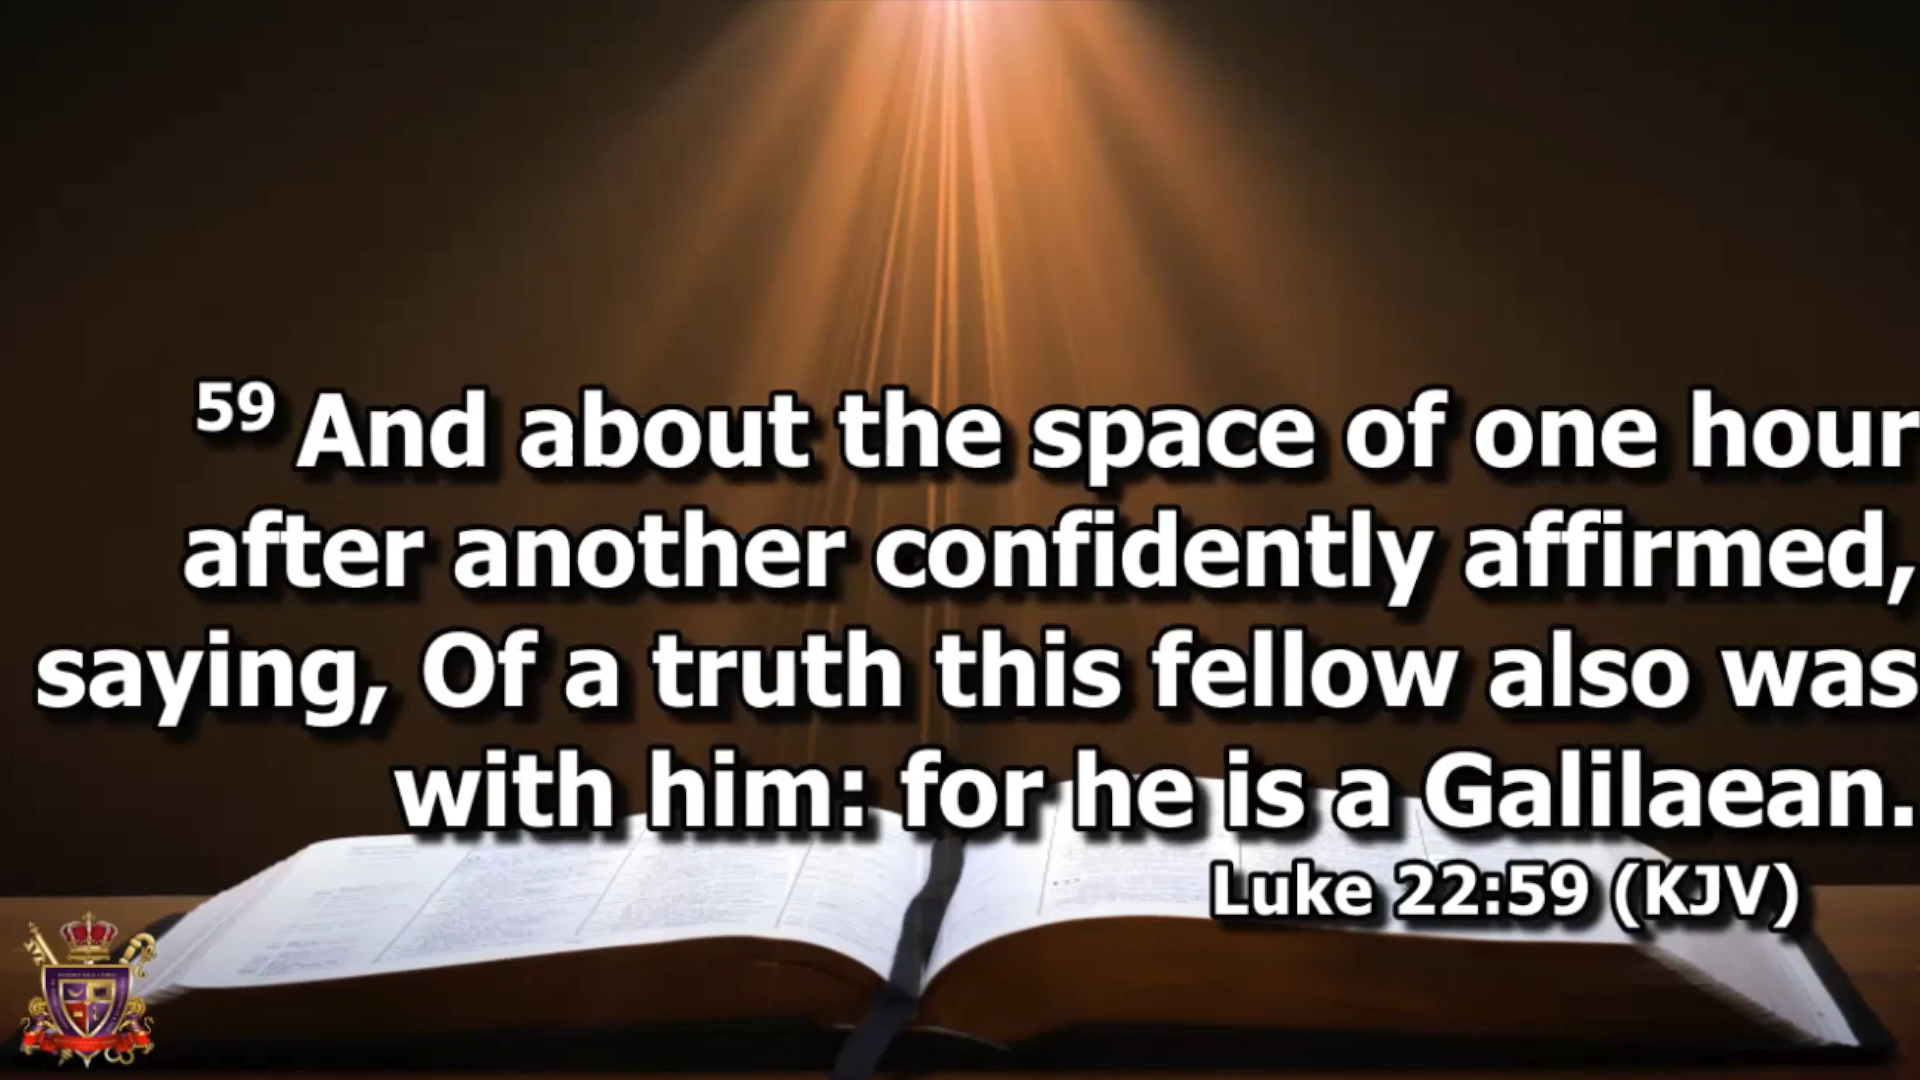 59 And about the space of one hour
after another confidently affirmed,
saying, Of a truth this fellow also was
with him: for he is a Galilaean.
Luke 22:59 (KJV)